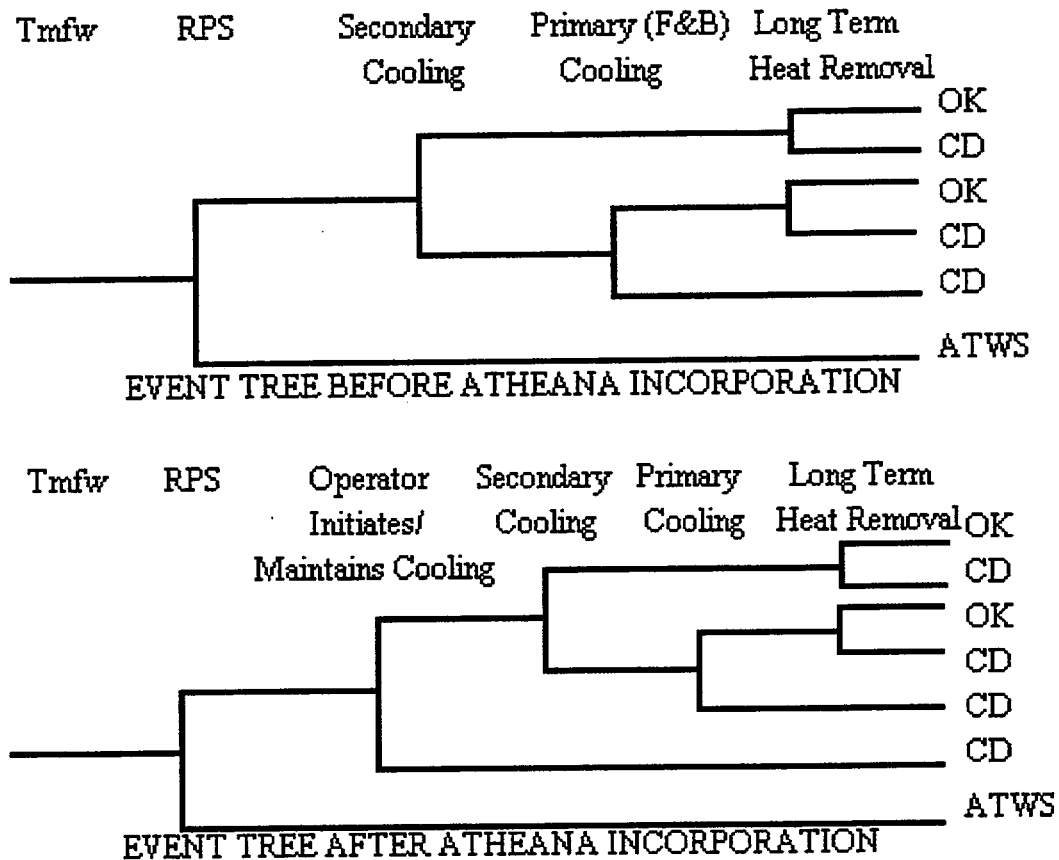 Tmfw RPS Secondary Primary (F&B) Long Term
Cooling Cooling Heat Removal
OK
CD
OK
CD
CD
ATWS
EVENT TREE BEFORE ATHEANA INCORPORATION
Tmfw RPS Operator Secondary Primary Long Term
Initiates/ Cooling Cooling Heat Removal OK
Maintains Cooling CD
OK
CD
CD
CD
ATWS
EVENT TREE AFTER ATHEANA INCORPORATION